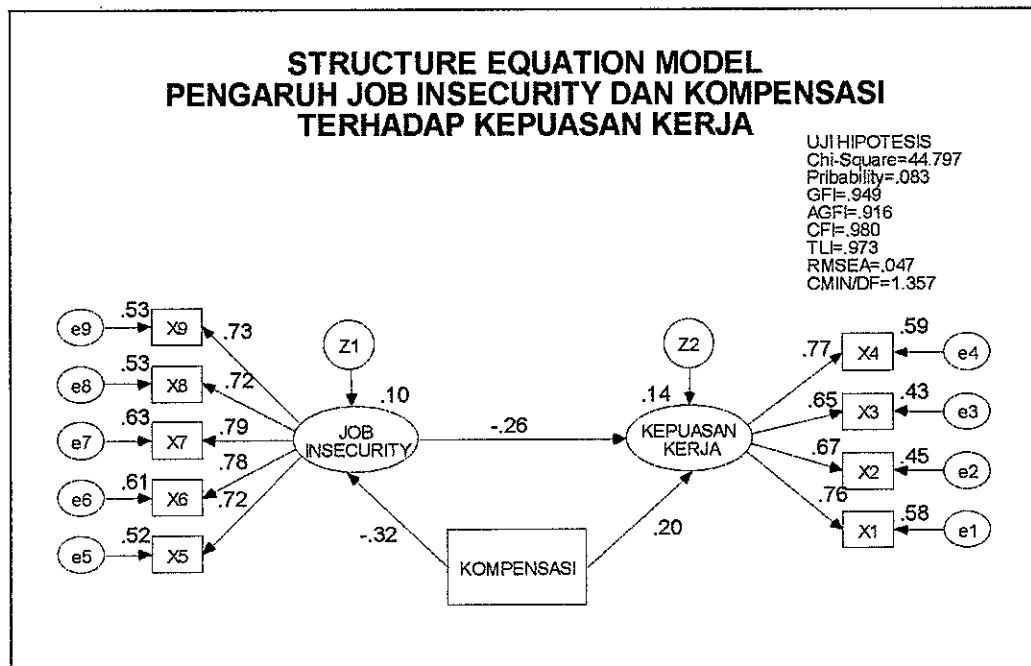 STRUCTURE EQUATION MODEL
PENGARUH JOB INSECURITY DAN KOMPENSASI
TERHADAP KEPUASAN KERJA
UJI HIPOTESIS
Chi-Square=44.797
Pribability=.083
GFI=.949
AGFI=.916
CFI=.980
TLI=.973
RMSEA=.047
CMIN/DF=1.357
e9
.53
X9
.73
e8
.53
X8
.72
e7
.63
X7
.79
e6
.61
X6
.78
e5
.52
X5
.72
Z1
.10
JOB
INSECURITY
-.26
Z2
.14
KEPUASAN
KERJA
.77
X4
.59
e4
.65
X3
.43
e3
.67
X2
.45
e2
.76
X1
.58
e1
-.32
KOMPENSASI
.20